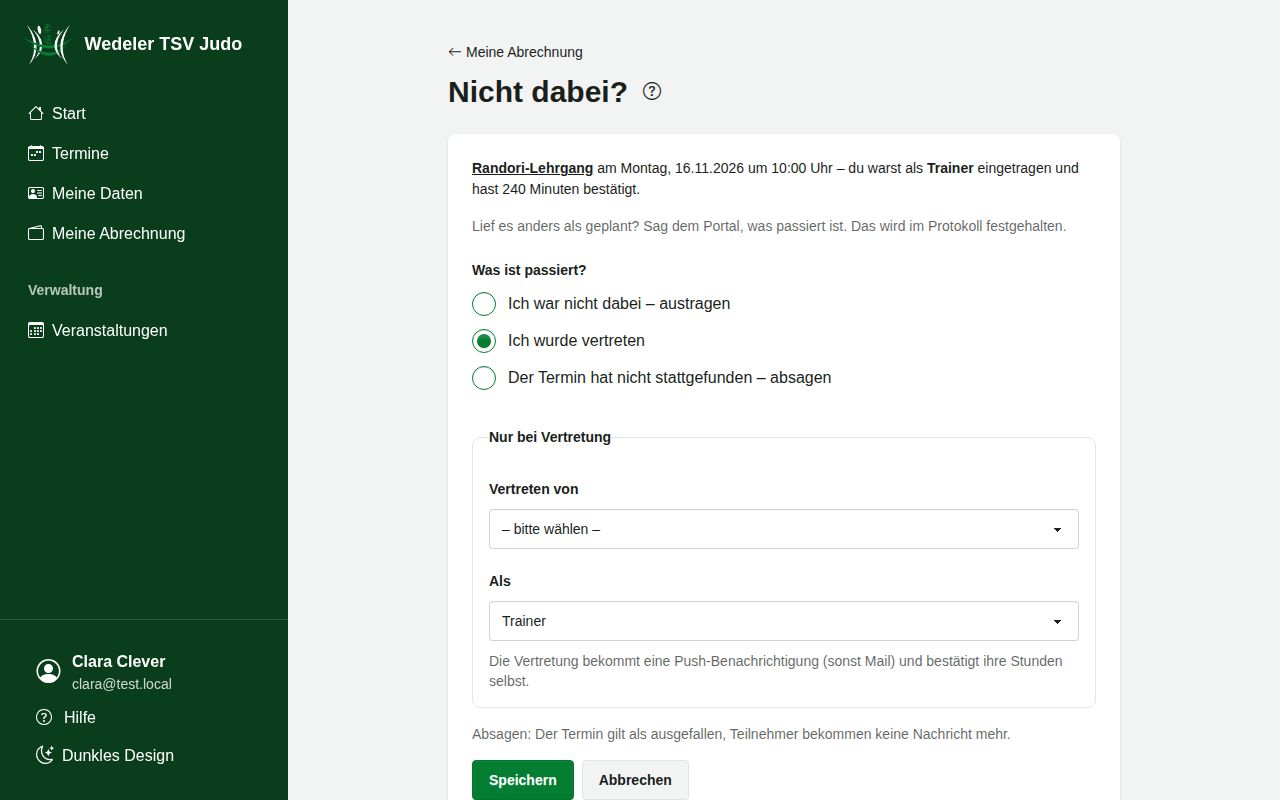 Wedeler TSV Judo
Start
Termine
Meine Daten
Meine Abrechnung
Verwaltung
Veranstaltungen
Clara Clever
clara@test.local
Hilfe
Dunkles Design
← Meine Abrechnung
Nicht dabei?
Randori-Lehrgang am Montag, 16.11.2026 um 10:00 Uhr – du warst als Trainer eingetragen und
hast 240 Minuten bestätigt.
Lief es anders als geplant? Sag dem Portal, was passiert ist. Das wird im Protokoll festgehalten.
Was ist passiert?
Ich war nicht dabei – austragen
Ich wurde vertreten
Der Termin hat nicht stattgefunden – absagen
Nur bei Vertretung
Vertreten von
– bitte wählen –
Als
Trainer
Die Vertretung bekommt eine Push-Benachrichtigung (sonst Mail) und bestätigt ihre Stunden
selbst.
Absagen: Der Termin gilt als ausgefallen, Teilnehmer bekommen keine Nachricht mehr.
Speichern
Abbrechen